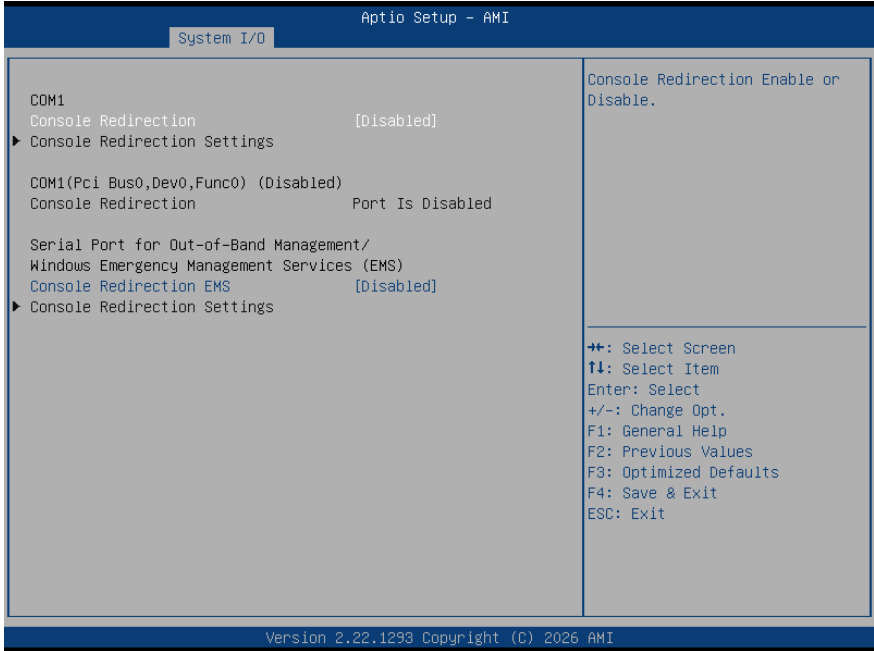 Aptio Setup – AMI
System I/O
COM1
Console Redirection [Disabled]
Console Redirection Settings
COM1(Pci Bus0,Dev0,Func0) (Disabled)
Console Redirection Port Is Disabled
Serial Port for Out-of-Band Management/
Windows Emergency Management Services (EMS)
Console Redirection EMS [Disabled]
Console Redirection Settings
Console Redirection Enable or
Disable.
→←: Select Screen
↑↓: Select Item
Enter: Select
+/-: Change Opt.
F1: General Help
F2: Previous Values
F3: Optimized Defaults
F4: Save & Exit
ESC: Exit
Version 2.22.1293 Copyright (C) 2026 AMI